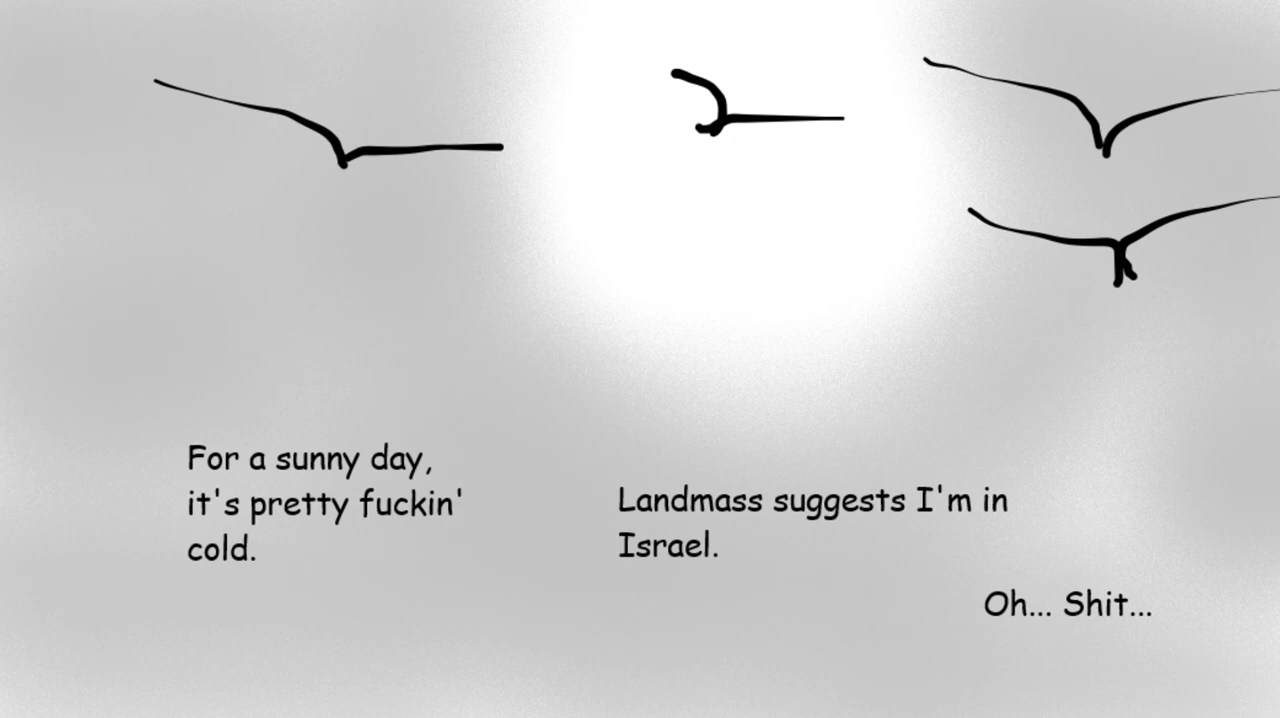 For a sunny day,
it's pretty fuckin'
cold.
Landmass suggests I'm in
Israel.
Oh... Shit...